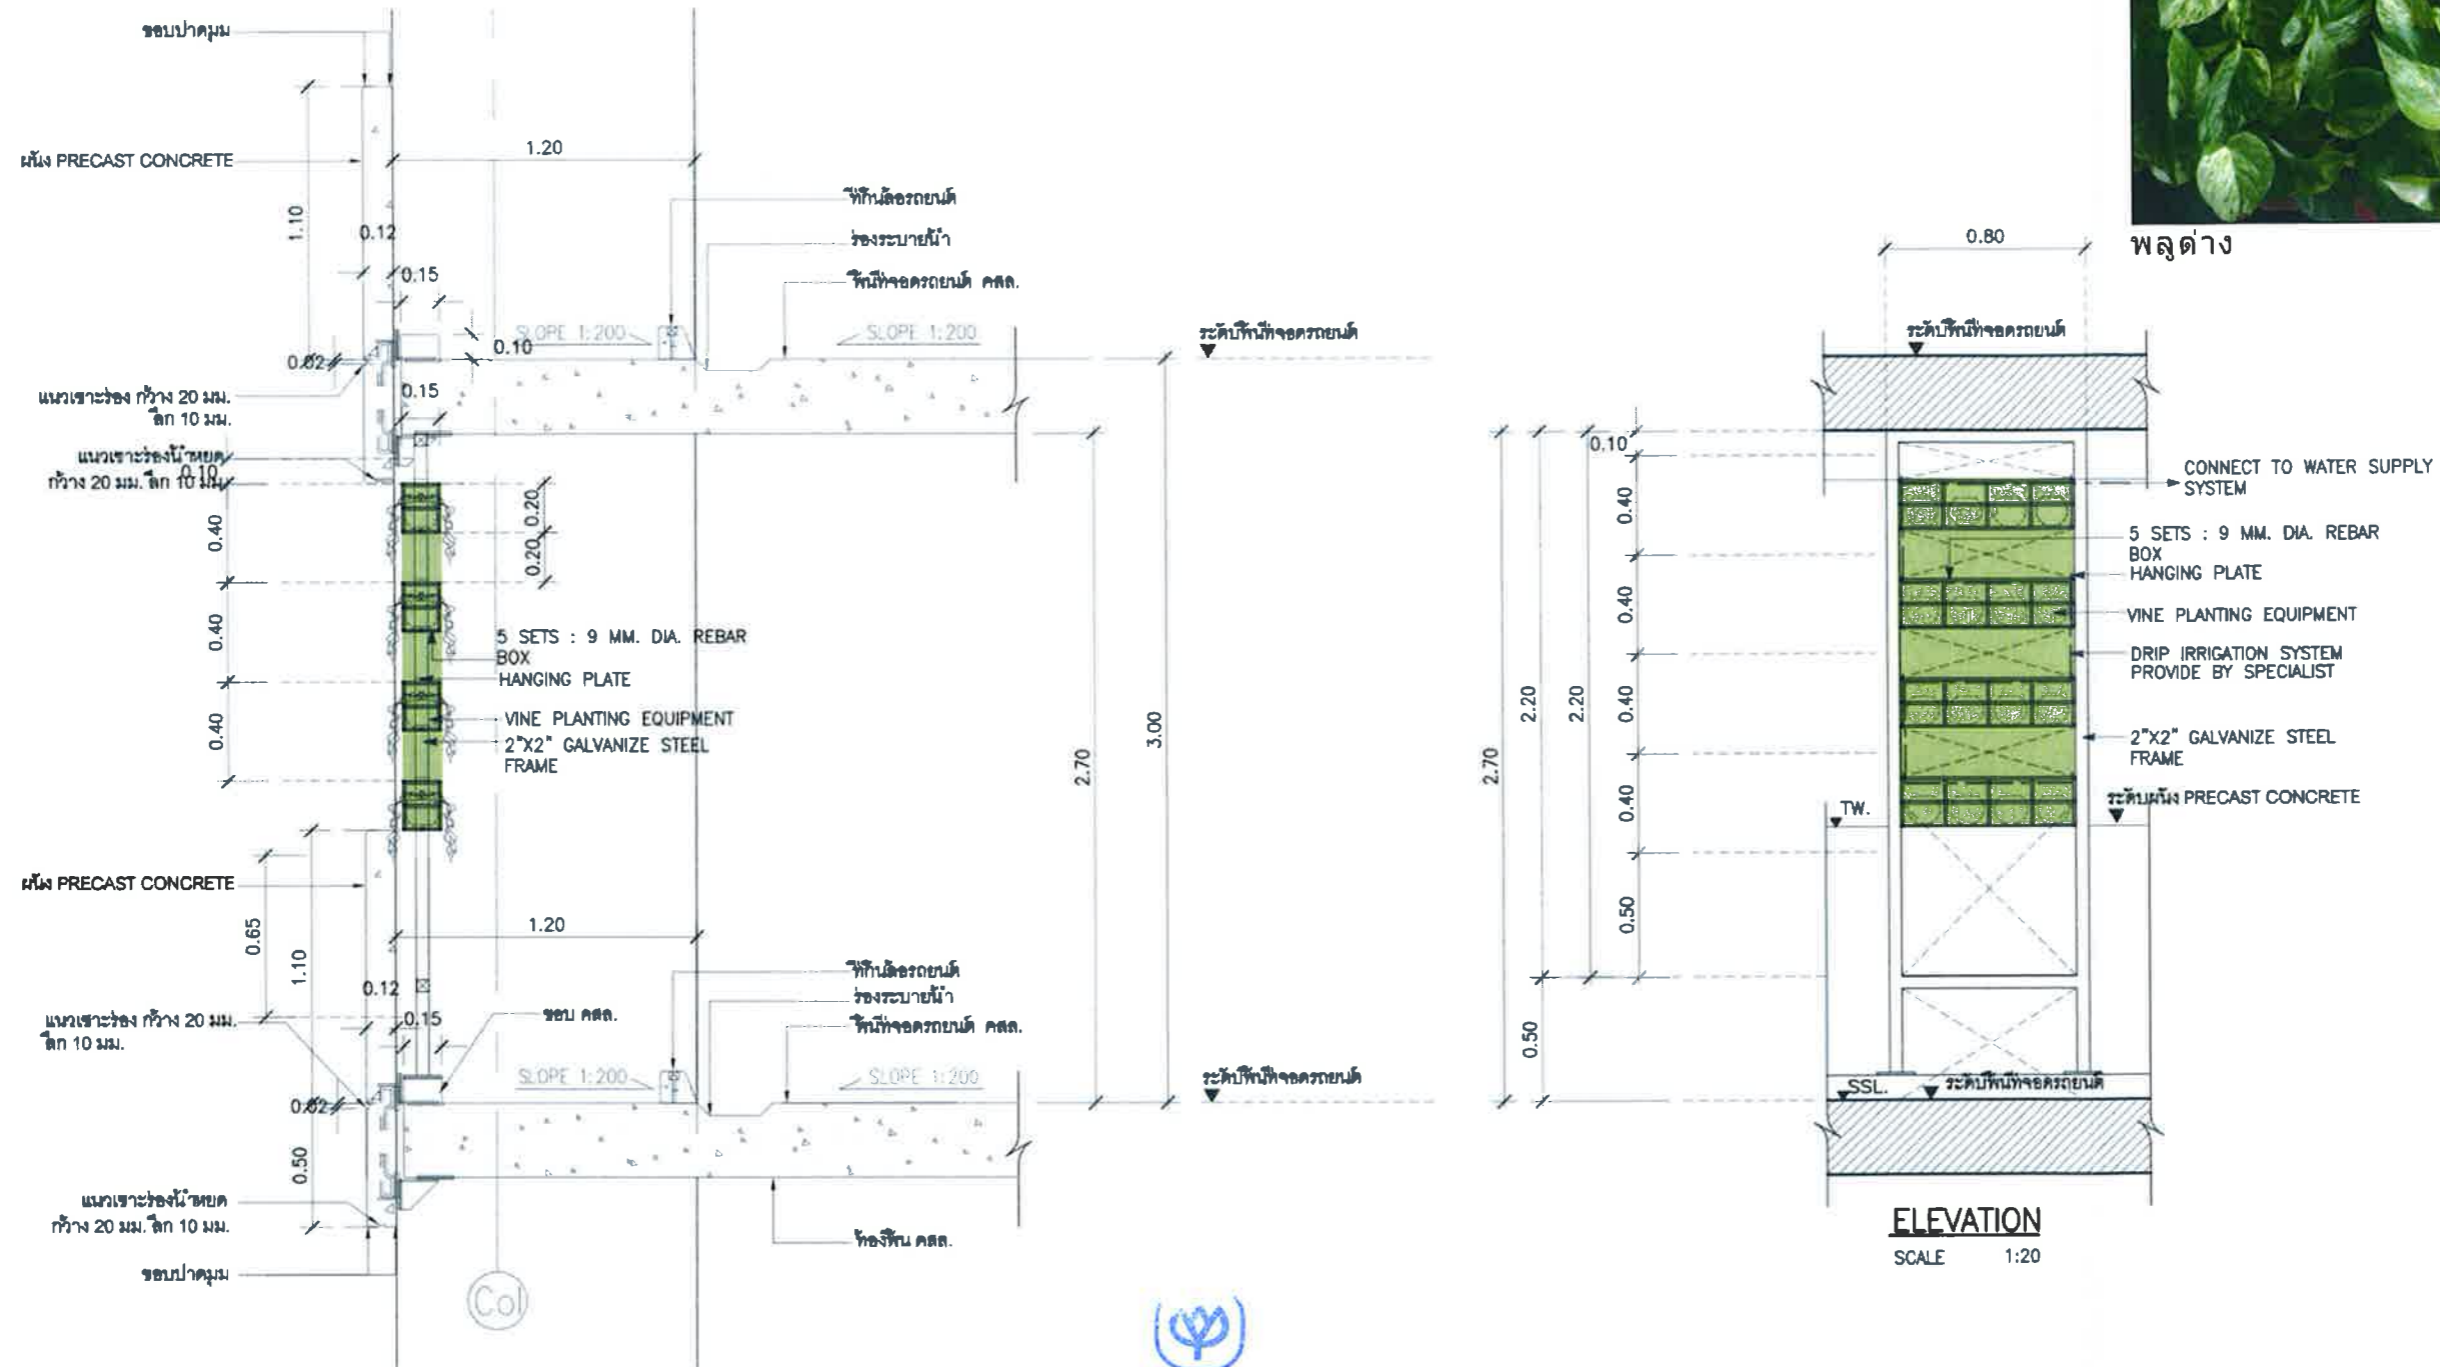 ขอบปาดมุม
ผนัง PRECAST CONCRETE
1.10
1.20
0.12
0.15
ที่กันล้อรถยนต์
ร่องระบายน้ำ
พื้นที่จอดรถยนต์ คสล.
SLOPE 1:200
SLOPE 1:200
0.10
0.02
0.15
แนวเซาะร่อง กว้าง 20 มม.
ลึก 10 มม.
แนวเซาะร่องน้ำหยด
กว้าง 20 มม. ลึก 10 มม.
0.10
0.40
0.40
0.40
0.20
0.20
5 SETS : 9 MM. DIA. REBAR
BOX
HANGING PLATE
VINE PLANTING EQUIPMENT
2"X2" GALVANIZE STEEL
FRAME
ผนัง PRECAST CONCRETE
0.65
1.10
1.20
0.12
0.15
แนวเซาะร่อง กว้าง 20 มม.
ลึก 10 มม.
ขอบ คสล.
ที่กันล้อรถยนต์
ร่องระบายน้ำ
พื้นที่จอดรถยนต์ คสล.
SLOPE 1:200
SLOPE 1:200
0.02
0.50
แนวเซาะร่องน้ำหยด
กว้าง 20 มม. ลึก 10 มม.
ขอบปาดมุม
ท้องพื้น คสล.
Col
2.70
3.00
ระดับพื้นที่จอดรถยนต์
ระดับพื้นที่จอดรถยนต์
พลูด่าง
0.80
ระดับพื้นที่จอดรถยนต์
0.10
0.40
0.40
0.40
0.40
0.50
2.70
2.20
2.20
0.50
CONNECT TO WATER SUPPLY
SYSTEM
5 SETS : 9 MM. DIA. REBAR
BOX
HANGING PLATE
VINE PLANTING EQUIPMENT
DRIP IRRIGATION SYSTEM
PROVIDE BY SPECIALIST
2"X2" GALVANIZE STEEL
FRAME
TW.
ระดับผนัง PRECAST CONCRETE
SSL.
ระดับพื้นที่จอดรถยนต์
ELEVATION
SCALE 1:20